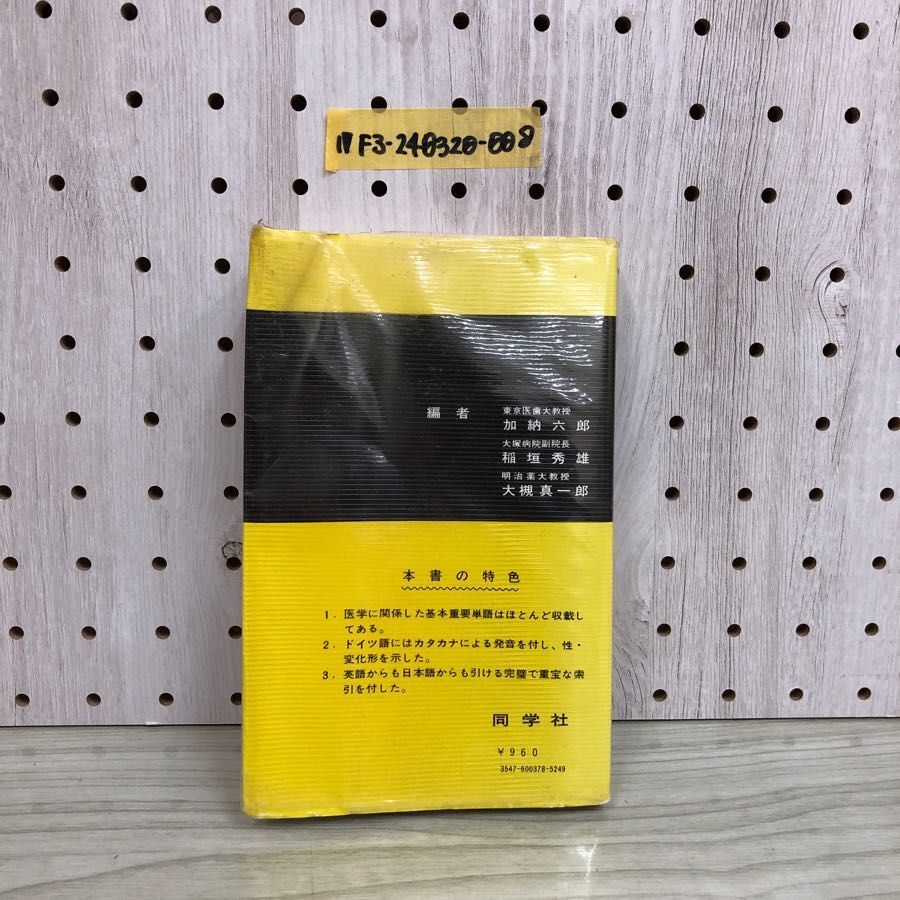 F3-240320-008
編者
東京医歯大教授
加納六郎
大塚病院副院長
稲垣秀雄
明治薬大教授
大槻真一郎
本書の特色
1. 医学に関係した基本重要単語はほとんど収載し
てある。
2. ドイツ語にはカタカナによる発音を付し、性・
変化形を示した。
3. 英語からも日本語からも引ける完璧で重宝な索
引を付した。
同学社
¥960
3547-600378-5249